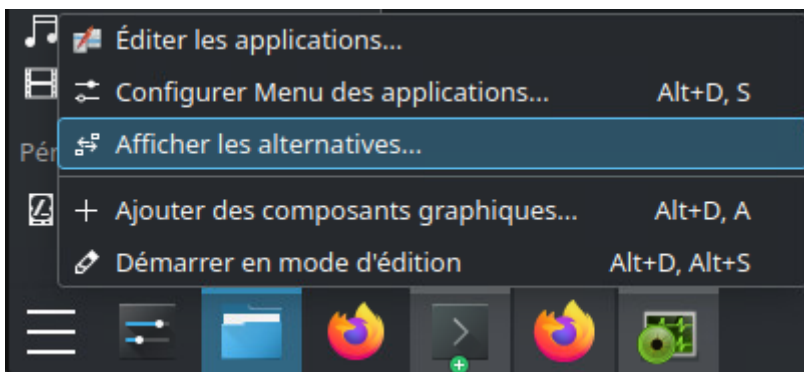 Éditer les applications...
Configurer Menu des applications... Alt+D, S
Pér
Afficher les alternatives...
Ajouter des composants graphiques... Alt+D, A
Démarrer en mode d'édition Alt+D, Alt+S